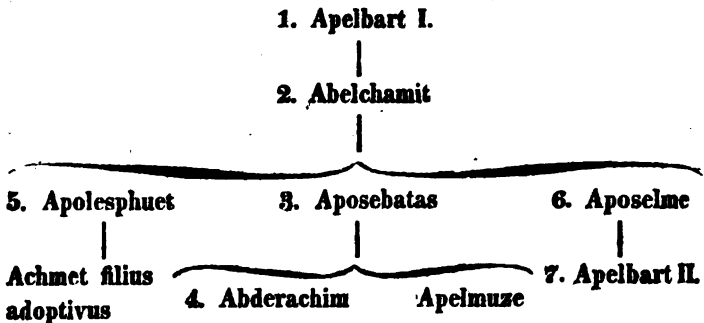 1. Apelbart I.
2. Abelchamit
5. Apolesphuet
3. Aposebatas
6. Aposelme
Achmet filius
adoptivus
4. Abderachim
Apelmuze
7. Apelbart II.